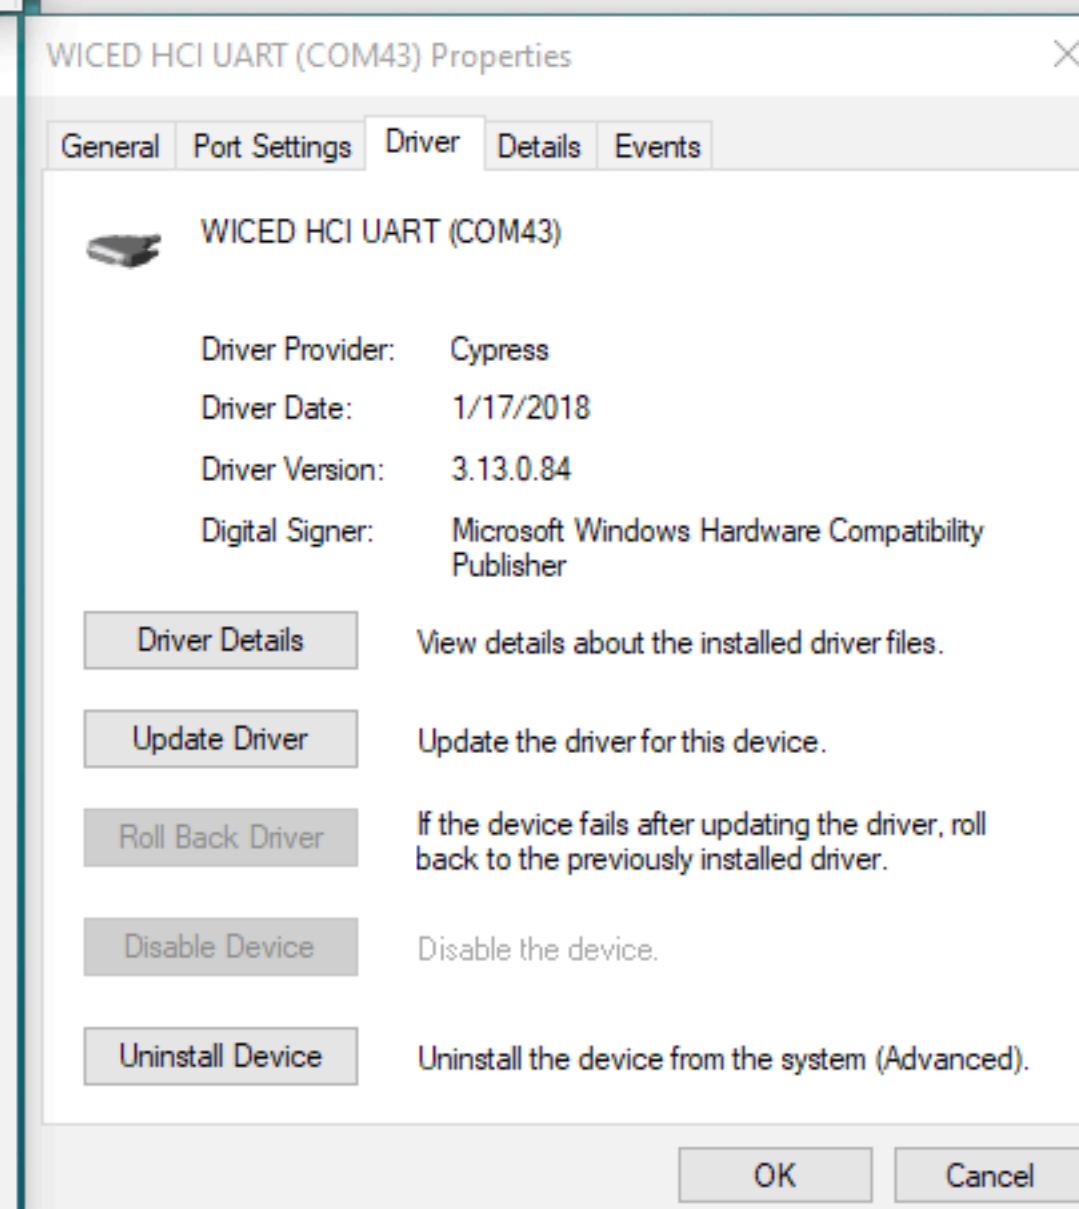 WICED HCI UART (COM43) Properties
General Port Settings Driver Details Events
WICED HCI UART (COM43)
Driver Provider: Cypress
Driver Date: 1/17/2018
Driver Version: 3.13.0.84
Digital Signer: Microsoft Windows Hardware Compatibility
Publisher
Driver Details View details about the installed driver files.
Update Driver Update the driver for this device.
Roll Back Driver If the device fails after updating the driver, roll
back to the previously installed driver.
Disable Device Disable the device.
Uninstall Device Uninstall the device from the system (Advanced).
OK Cancel